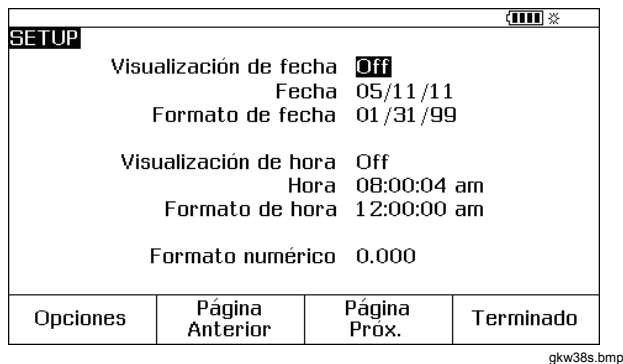 SETUP
Visualización de fecha Off
Fecha 05/11/11
Formato de fecha 01/31/99
Visualización de hora Off
Hora 08:00:04 am
Formato de hora 12:00:00 am
Formato numérico 0.000
Opciones
Página
Anterior
Página
Próx.
Terminado
gkw38s.bmp